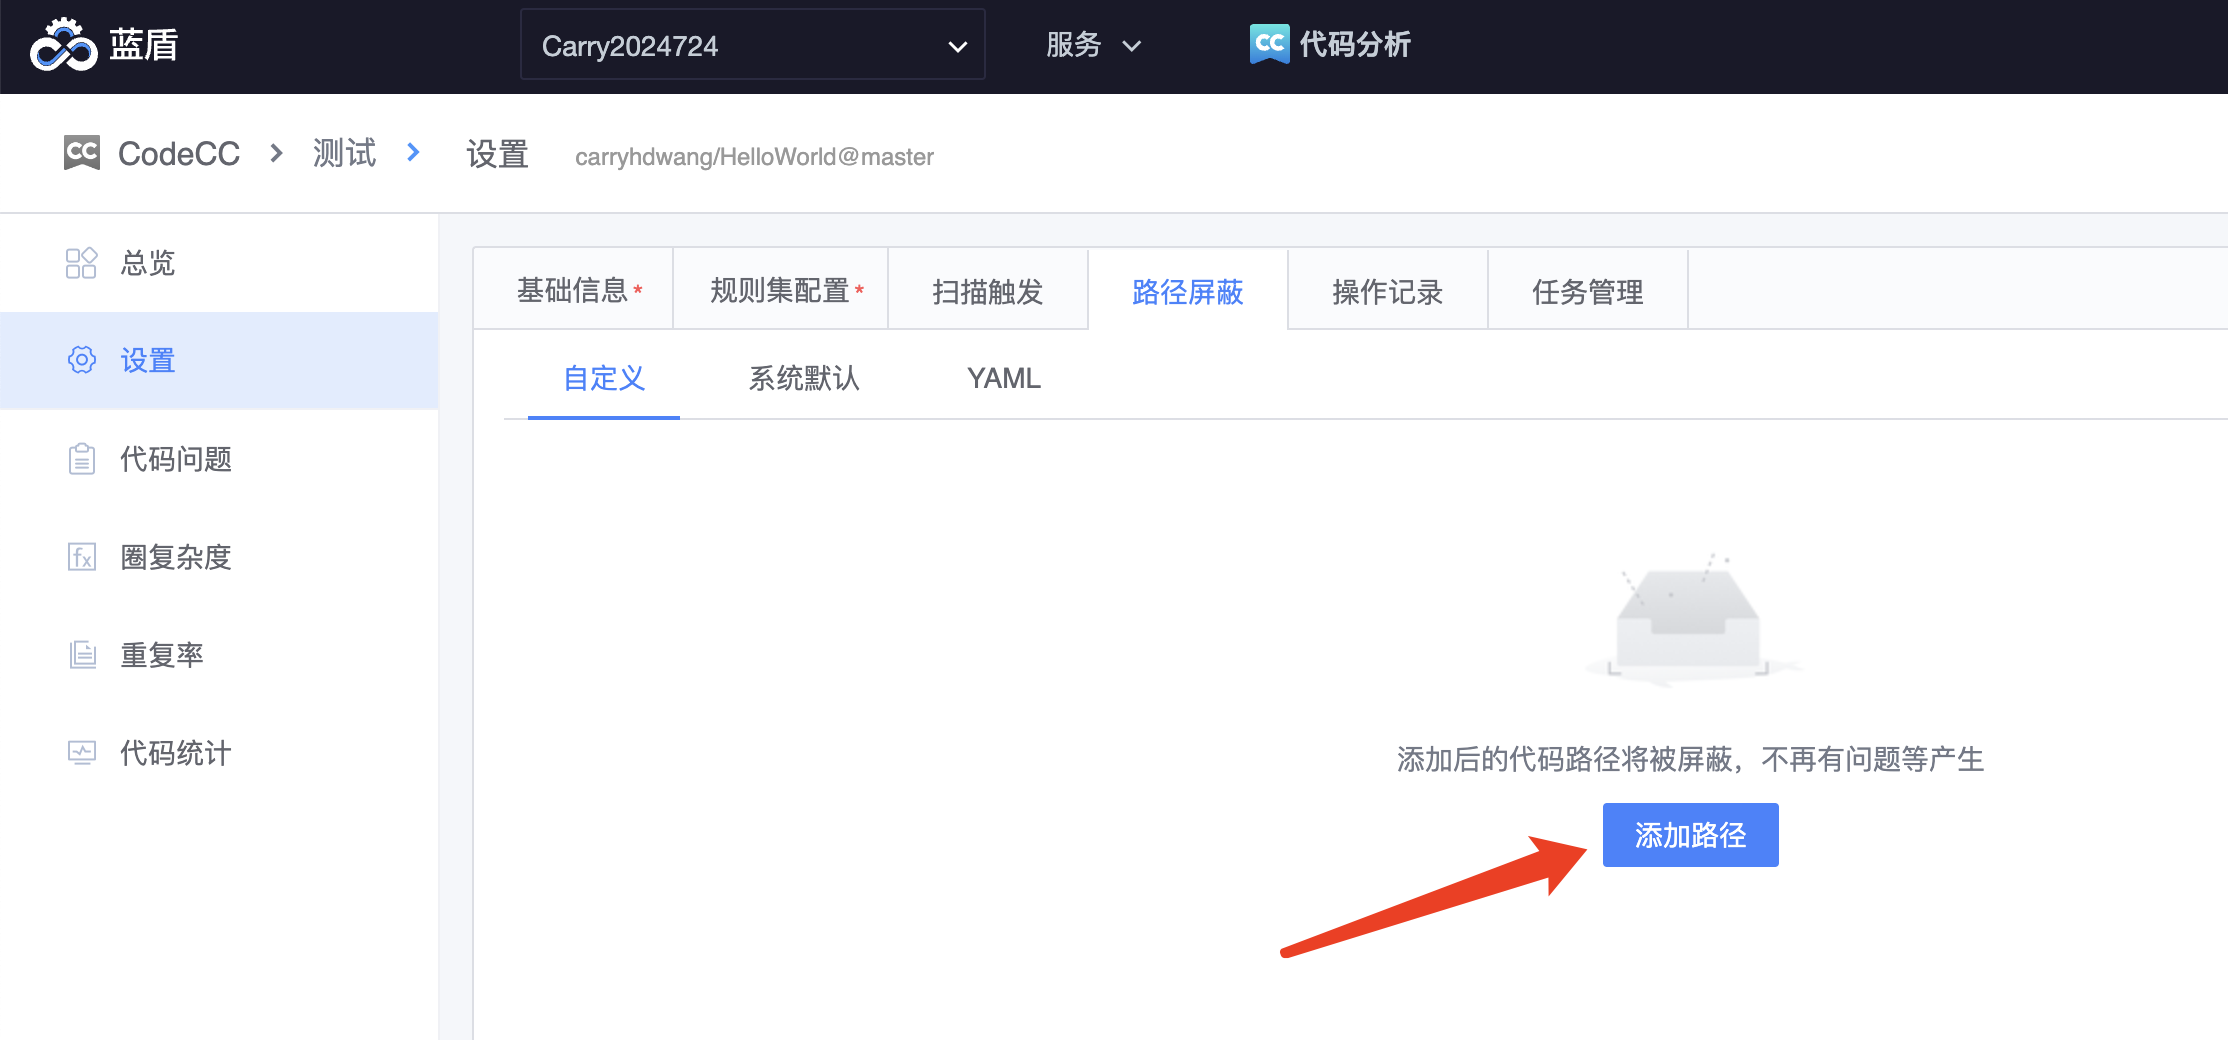 蓝盾
Carry2024724
服务
CC 代码分析
CC CodeCC > 测试 > 设置 carryhdwang/HelloWorld@master
总览
设置
代码问题
fx 圈复杂度
重复率
代码统计
基础信息* 规则集配置* 扫描触发 路径屏蔽 操作记录 任务管理
自定义 系统默认 YAML
添加后的代码路径将被屏蔽，不再有问题等产生
添加路径